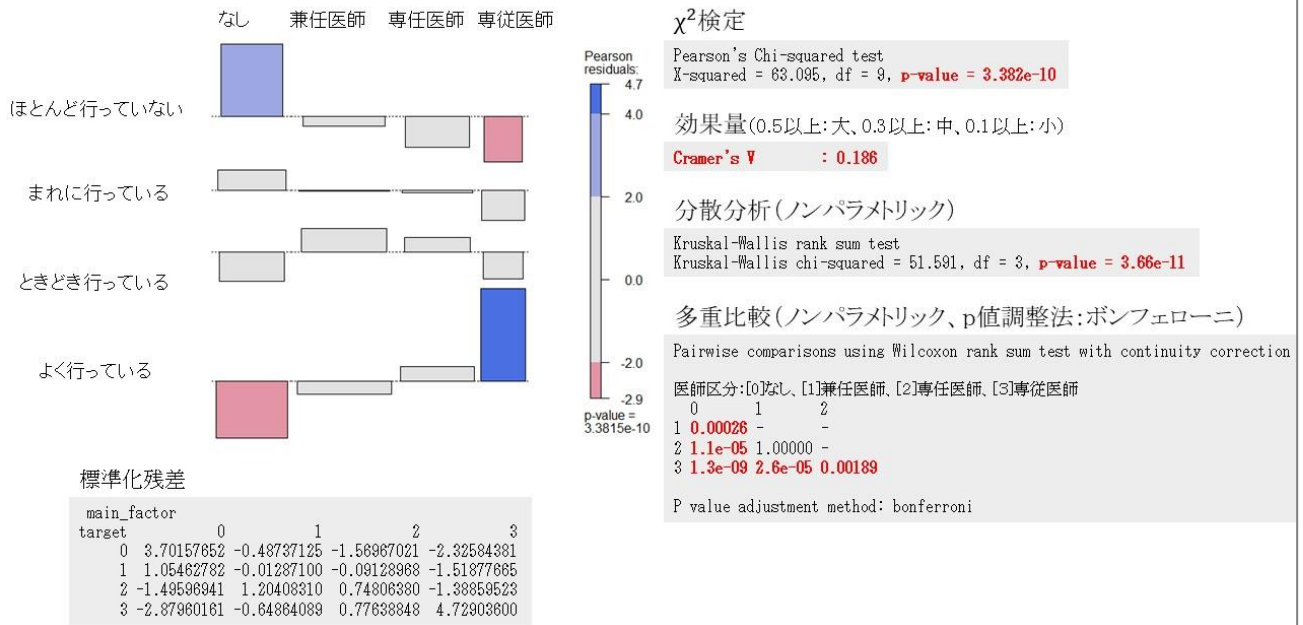 なし 兼任医師 専任医師 専従医師
ほとんど行っていない
まれに行っている
ときどき行っている
よく行っている
Pearson
residuals:
4.7
4.0
2.0
0.0
-2.0
-2.9
p-value =
3.3815e-10
標準化残差
main_factor
target 0 1 2 3
0 3.70157652 -0.48737125 -1.56967021 -2.32584381
1 1.05462782 -0.01287100 -0.09128968 -1.51877665
2 -1.49596941 1.20408310 0.74806380 -1.38859523
3 -2.87960161 -0.64864089 0.77638848 4.72903600
χ²検定
Pearson's Chi-squared test
X-squared = 63.095, df = 9, p-value = 3.382e-10
効果量(0.5以上:大、0.3以上:中、0.1以上:小)
Cramer's V : 0.186
分散分析(ノンパラメトリック)
Kruskal-Wallis rank sum test
Kruskal-Wallis chi-squared = 51.591, df = 3, p-value = 3.66e-11
多重比較(ノンパラメトリック、p値調整法:ボンフェローニ)
Pairwise comparisons using Wilcoxon rank sum test with continuity correction
医師区分:[0]なし、[1]兼任医師、[2]専任医師、[3]専従医師
0 1 2
1 0.00026 - -
2 1.1e-05 1.00000 -
3 1.3e-09 2.6e-05 0.00189
P value adjustment method: bonferroni